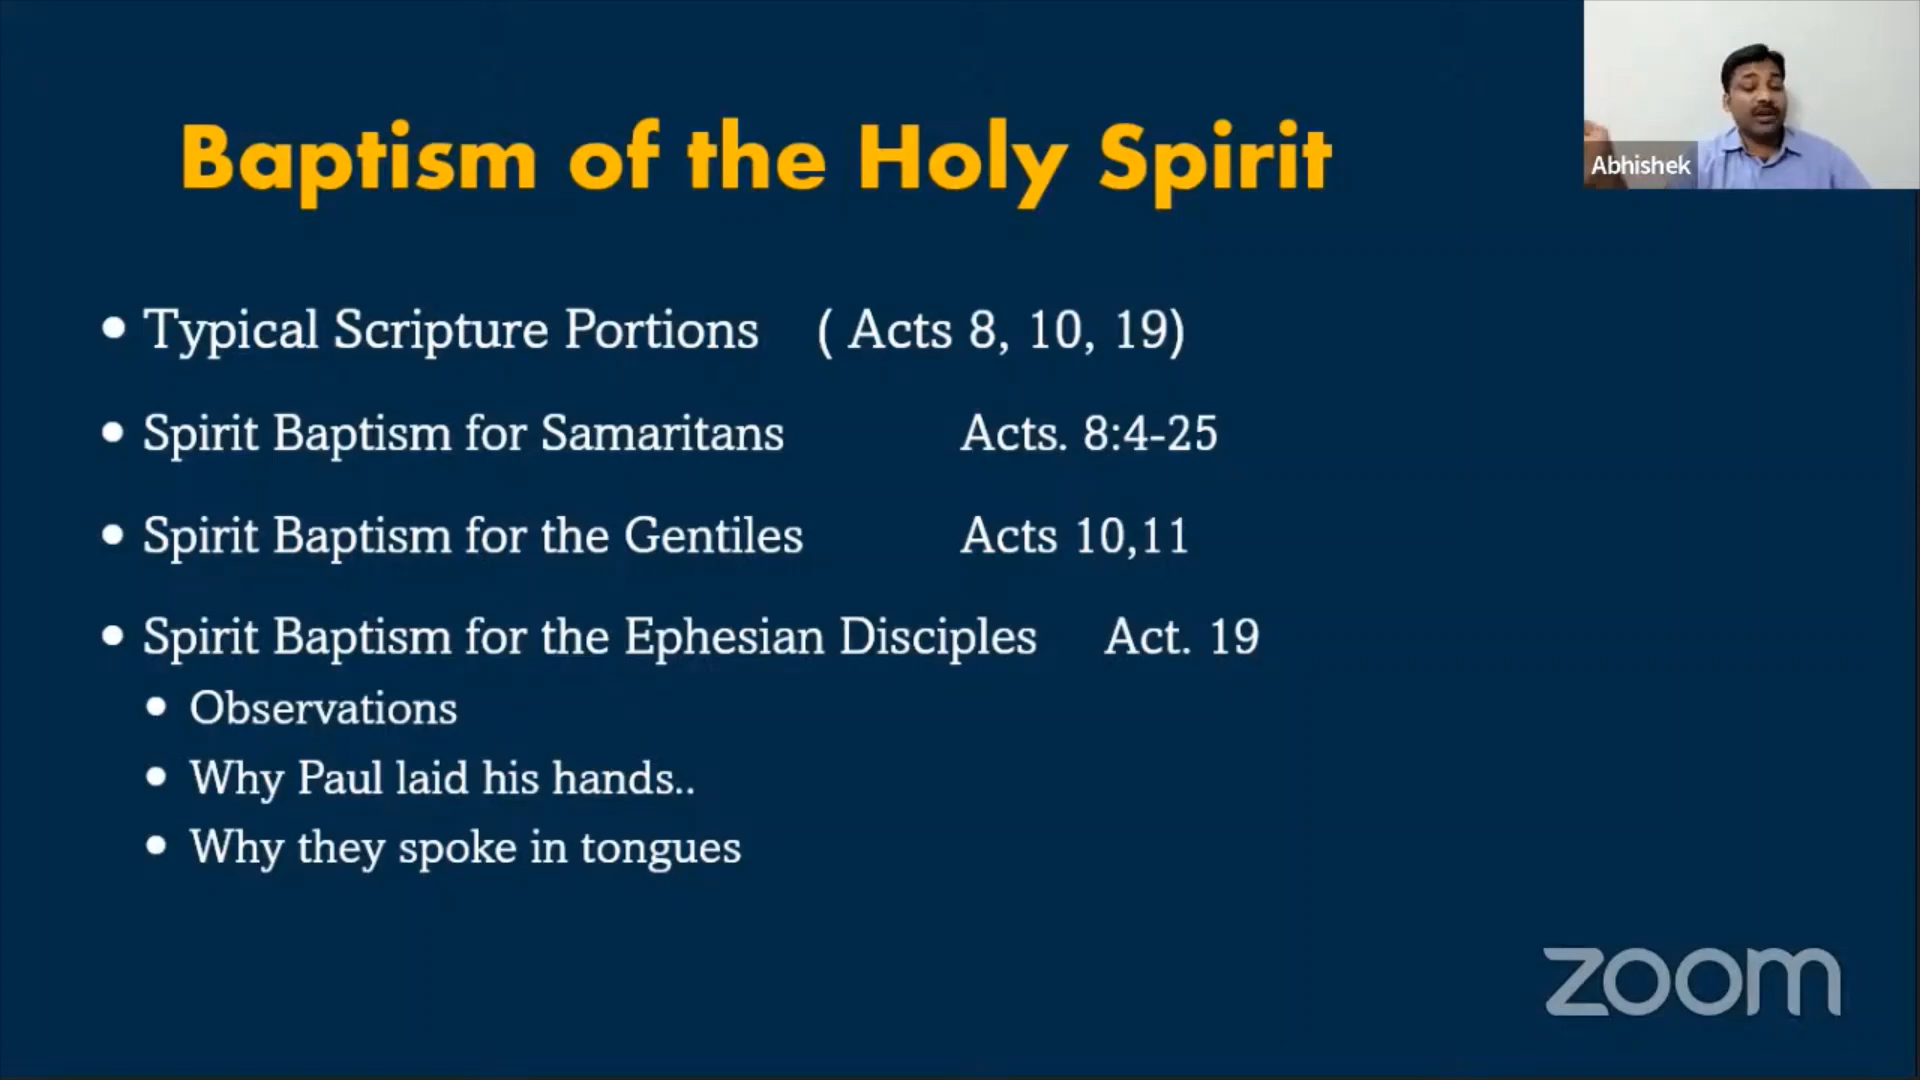 Baptism of the Holy Spirit
Abhishek
• Typical Scripture Portions ( Acts 8, 10, 19)
• Spirit Baptism for Samaritans Acts. 8:4-25
• Spirit Baptism for the Gentiles Acts 10,11
• Spirit Baptism for the Ephesian Disciples Act. 19
• Observations
• Why Paul laid his hands..
• Why they spoke in tongues
zoom